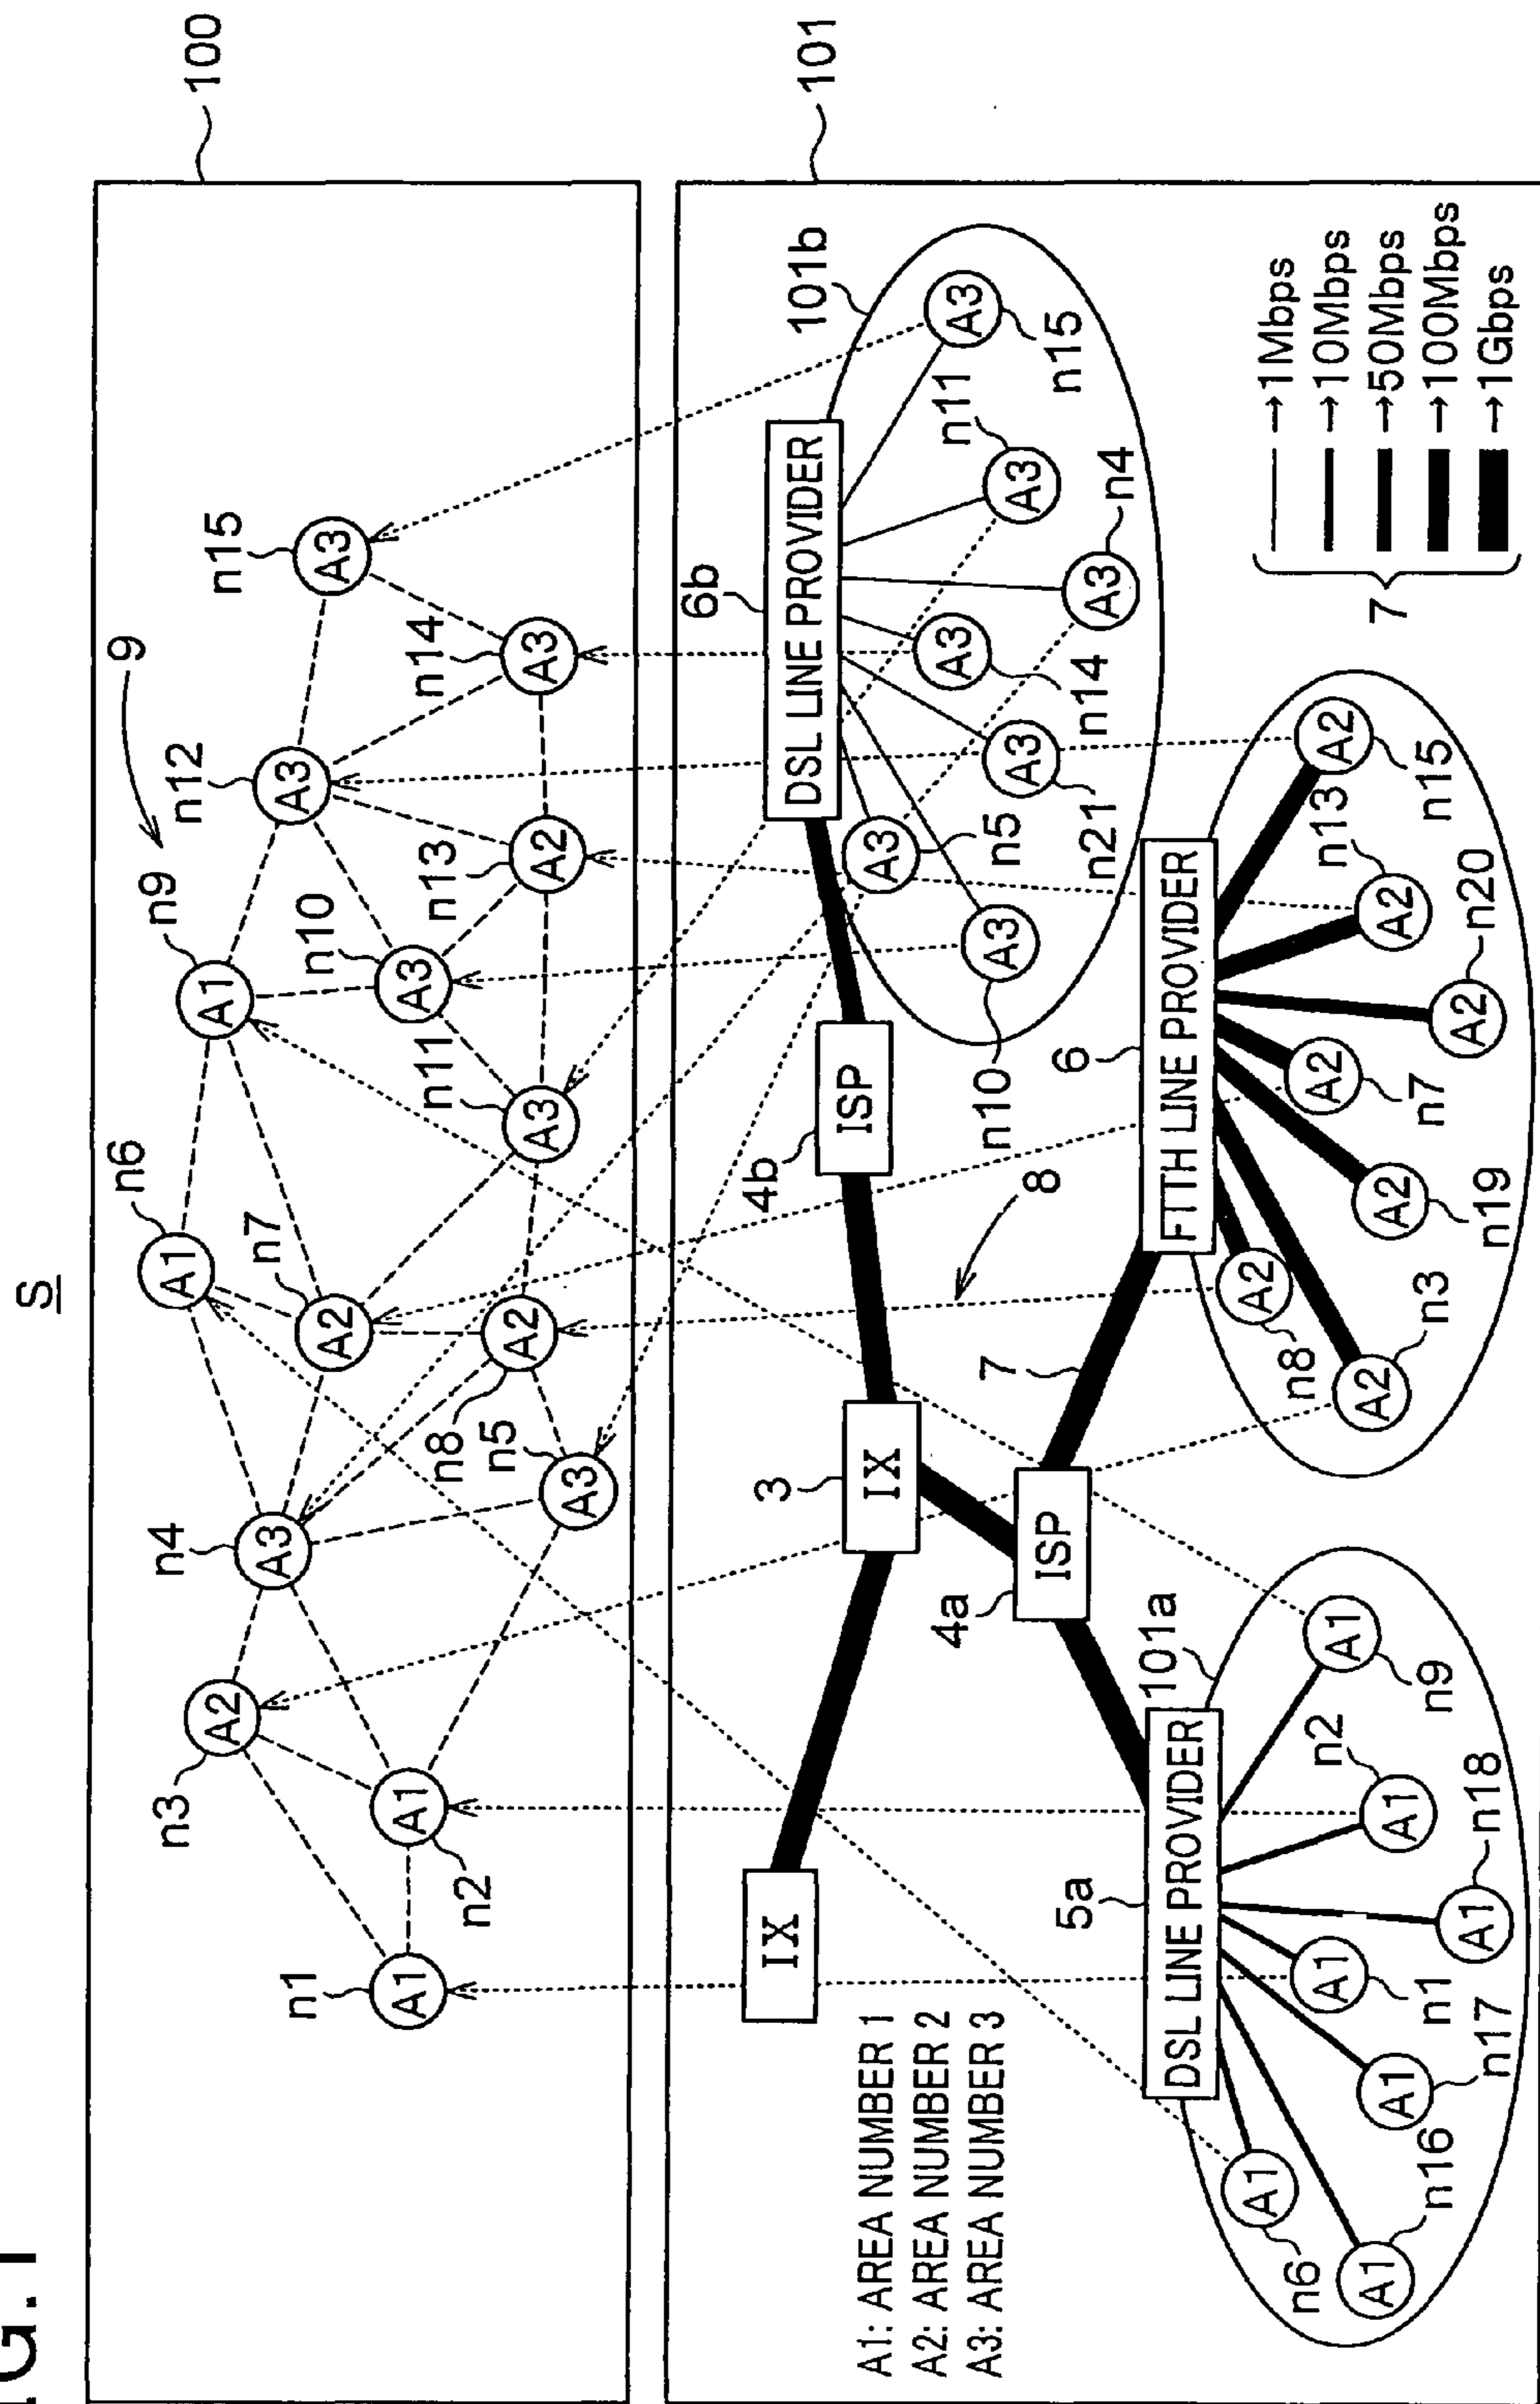 FIG. 1
S
100
9
n1
A1
n2
A1
n3
A2
n4
A3
n5
A3
n6
A1
n7
A2
n8
A2
n9
A1
n10
A3
n11
A3
n12
A3
n13
A2
n14
A3
n15
A3
101
IX
3
IX
4b
ISP
4a
ISP
7
8
6b
DSL LINE PROVIDER
101b
n10
A3
n5
A3
n21
A3
n14
A3
n4
A3
n11
A3
n15
A3
A1: AREA NUMBER 1
A2: AREA NUMBER 2
A3: AREA NUMBER 3
5a
DSL LINE PROVIDER
101a
n6
A1
n16
A1
n17
A1
n1
A1
n18
A1
n2
A1
n9
A1
6
FTTH LINE PROVIDER
n8
A2
n3
A2
n19
A2
n7
A2
n20
A2
n13
A2
n15
A2
7
→1Mbps
→10Mbps
→50Mbps
→100Mbps
→1Gbps